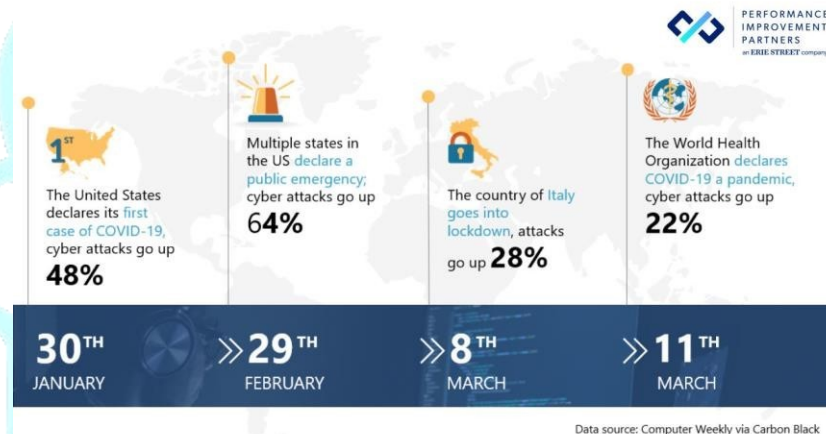 PERFORMANCE
IMPROVEMENT
PARTNERS
an ERIE STREET company
1ST
The United States
declares its first
case of COVID-19,
cyber attacks go up
48%
Multiple states in
the US declare a
public emergency;
cyber attacks go up
64%
The country of Italy
goes into
lockdown, attacks
go up 28%
The World Health
Organization declares
COVID-19 a pandemic,
cyber attacks go up
22%
30TH
JANUARY
29TH
FEBRUARY
8TH
MARCH
11TH
MARCH
Data source: Computer Weekly via Carbon Black